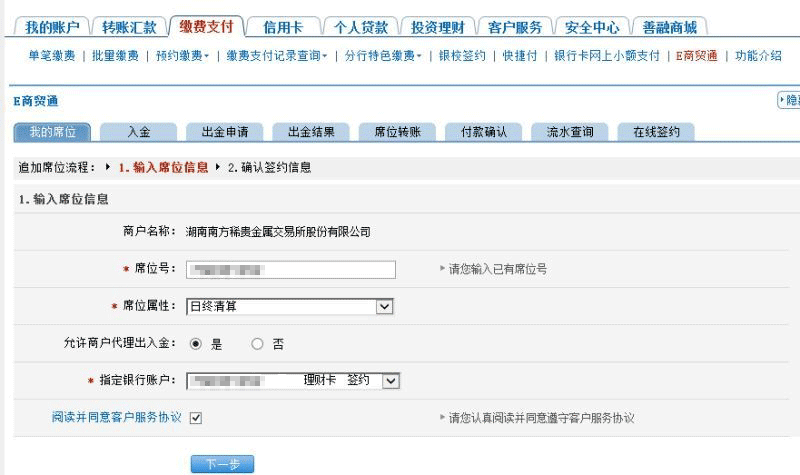 我的账户 转账汇款 缴费支付 信用卡 个人贷款 投资理财 客户服务 安全中心 善融商城
单笔缴费 | 批量缴费 | 预约缴费 | 缴费支付记录查询 | 分行特色缴费 | 银校签约 | 快捷付 | 银行卡网上小额支付 | E商贸通 | 功能介绍
E商贸通
我的席位 入金 出金申请 出金结果 席位转账 付款确认 流水查询 在线签约
追加席位流程: 1.输入席位信息 2.确认签约信息
1.输入席位信息
商户名称: 湖南南方稀贵金属交易所股份有限公司
* 席位号: 请您输入已有席位号
* 席位属性: 日终清算
允许商户代理出入金: 是 否
* 指定银行账户: 理财卡 签约
阅读并同意客户服务协议 请您认真阅读并同意遵守客户服务协议
下一步